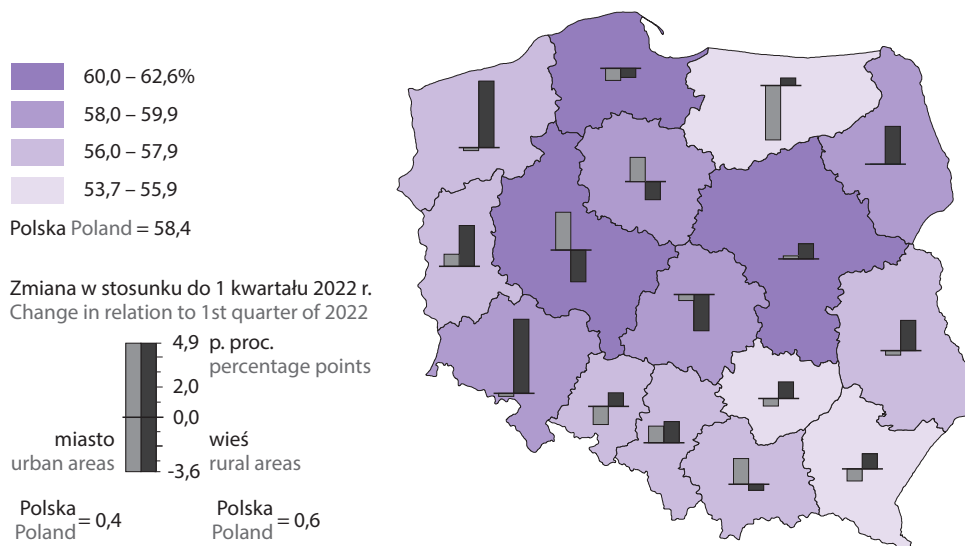 60,0 – 62,6%
58,0 – 59,9
56,0 – 57,9
53,7 – 55,9
Polska Poland = 58,4
Zmiana w stosunku do 1 kwartału 2022 r.
Change in relation to 1st quarter of 2022
4,9 p. proc.
percentage points
2,0
0,0
miasto wieś
urban areas rural areas
-3,6
Polska
Poland = 0,4
Polska
Poland = 0,6